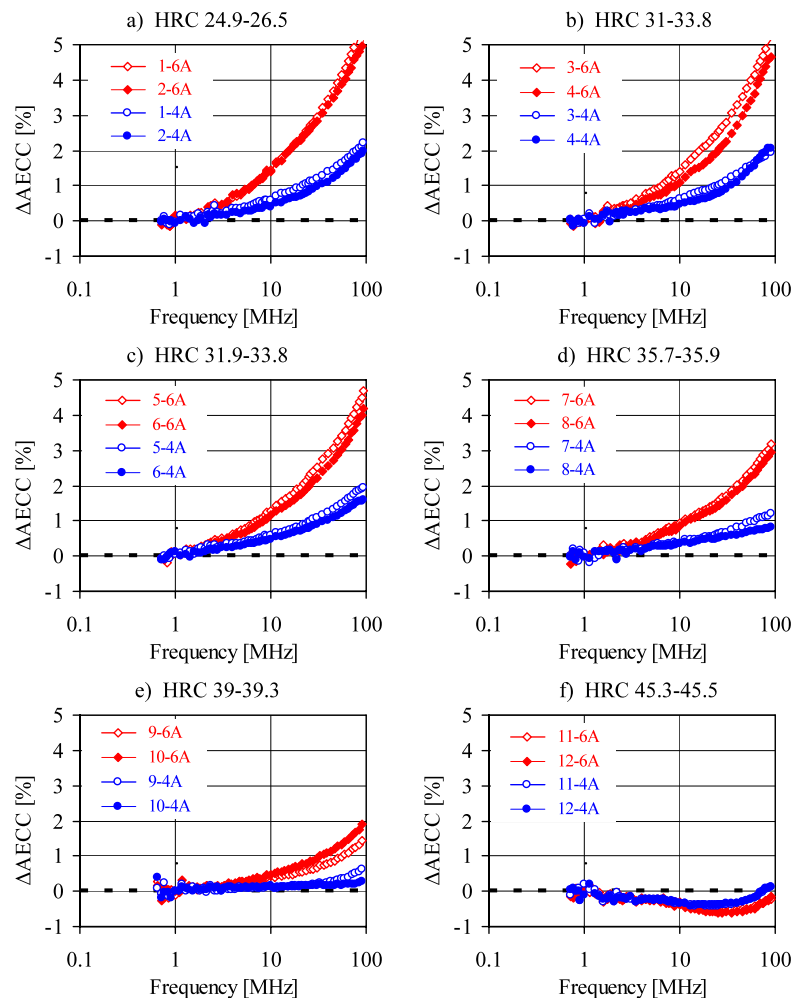 a) HRC 24.9-26.5
5
4
3
2
1
0
-1
ΔAECC [%]
1-6A
2-6A
1-4A
2-4A
0.1
1
10
100
Frequency [MHz]
b) HRC 31-33.8
5
4
3
2
1
0
-1
ΔAECC [%]
3-6A
4-6A
3-4A
4-4A
0.1
1
10
100
Frequency [MHz]
c) HRC 31.9-33.8
5
4
3
2
1
0
-1
ΔAECC [%]
5-6A
6-6A
5-4A
6-4A
0.1
1
10
100
Frequency [MHz]
d) HRC 35.7-35.9
5
4
3
2
1
0
-1
ΔAECC [%]
7-6A
8-6A
7-4A
8-4A
0.1
1
10
100
Frequency [MHz]
e) HRC 39-39.3
5
4
3
2
1
0
-1
ΔAECC [%]
9-6A
10-6A
9-4A
10-4A
0.1
1
10
100
Frequency [MHz]
f) HRC 45.3-45.5
5
4
3
2
1
0
-1
ΔAECC [%]
11-6A
12-6A
11-4A
12-4A
0.1
1
10
100
Frequency [MHz]